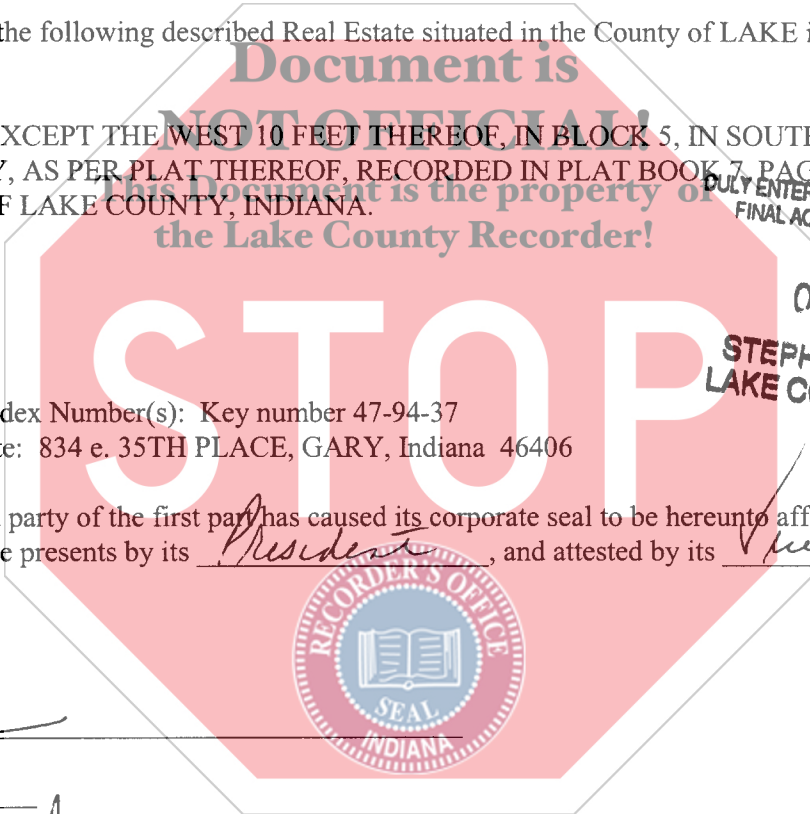 the following described Real Estate situated in the County of LAKE i
Document is
NOT OFFICIAL!
XCEPT THE WEST 10 FEET THEREOF, IN BLOCK 5, IN SOUTH
Y, AS PER PLAT THEREOF, RECORDED IN PLAT BOOK 7, PAG
This Document is the property of
DULY ENTER
F LAKE COUNTY, INDIANA.
FINAL AC
the Lake County Recorder!
STOP
STEPH
LAKE CO
dex Number(s): Key number 47-94-37
te: 834 e. 35TH PLACE, GARY, Indiana 46406
party of the first part has caused its corporate seal to be hereunto aff
e presents by its President, and attested by its
RECORDER'S OFFICE
SEAL
INDIANA